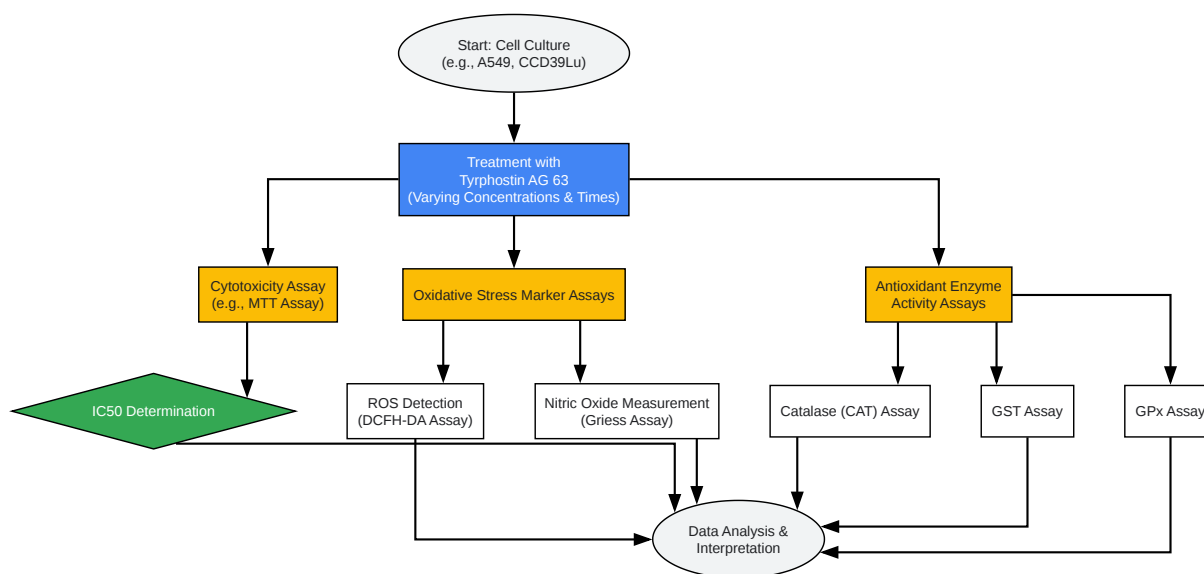 Start: Cell Culture
(e.g., A549, CCD39Lu)
Treatment with
Tyrphostin AG 63
(Varying Concentrations & Times)
Cytotoxicity Assay
(e.g., MTT Assay)
Oxidative Stress Marker Assays
Antioxidant Enzyme
Activity Assays
IC50 Determination
ROS Detection
(DCFH-DA Assay)
Nitric Oxide Measurement
(Griess Assay)
Catalase (CAT) Assay
GST Assay
GPx Assay
Data Analysis &
Interpretation